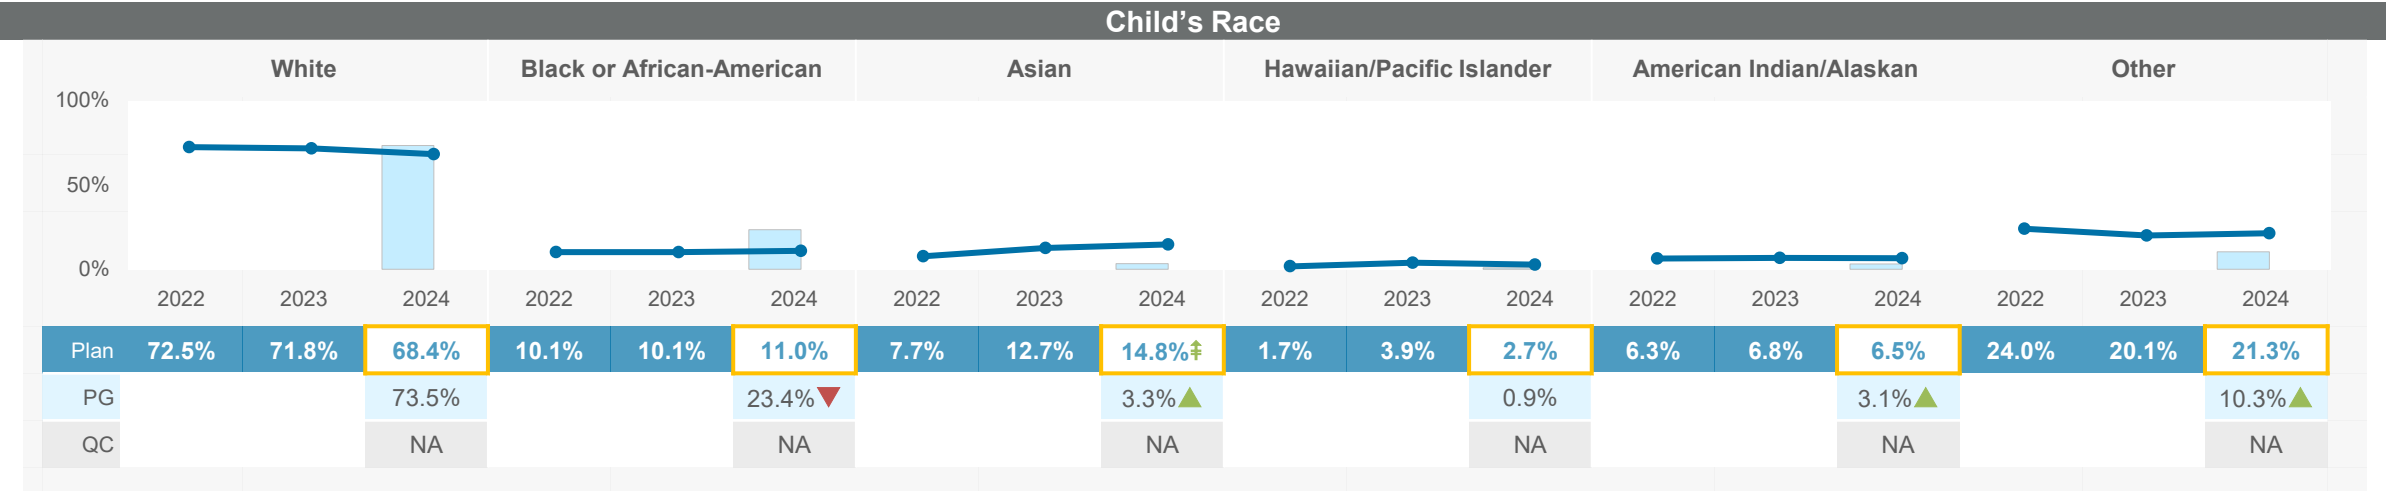 Child's Race
White Black or African-American Asian Hawaiian/Pacific Islander American Indian/Alaskan Other
100%
50%
0%
2022 2023 2024 2022 2023 2024 2022 2023 2024 2022 2023 2024 2022 2023 2024 2022 2023 2024
Plan 72.5% 71.8% 68.4% 10.1% 10.1% 11.0% 7.7% 12.7% 14.8%‡ 1.7% 3.9% 2.7% 6.3% 6.8% 6.5% 24.0% 20.1% 21.3%
PG 73.5% 23.4%▼ 3.3%▲ 0.9% 3.1%▲ 10.3%▲
QC NA NA NA NA NA NA